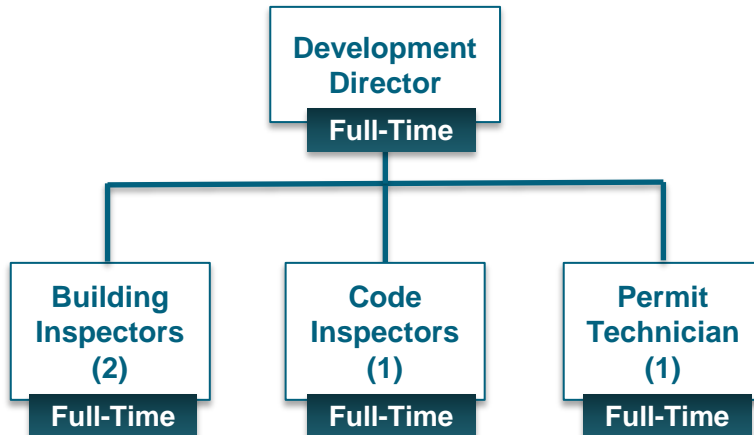 Development
Director
Full-Time
Building
Inspectors
(2)
Full-Time
Code
Inspectors
(1)
Full-Time
Permit
Technician
(1)
Full-Time